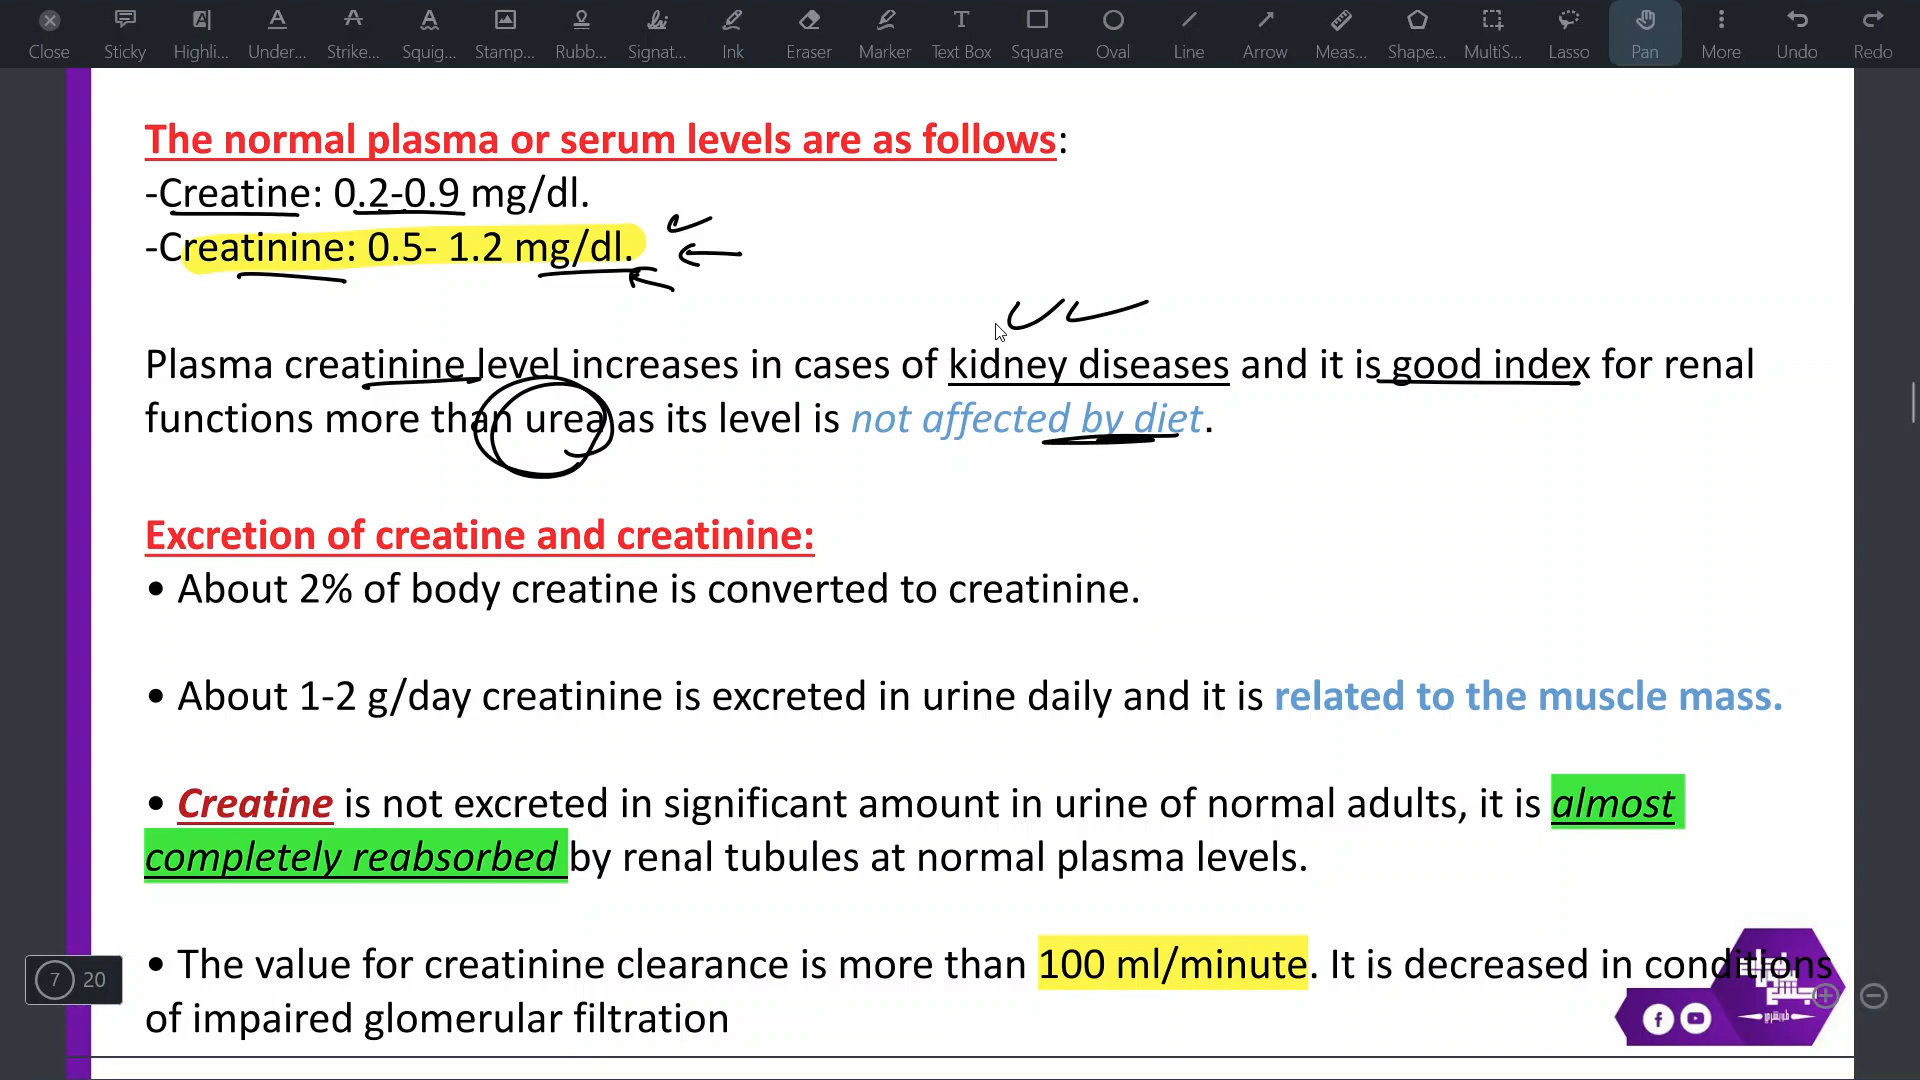 Close Sticky Highli... Under... Strike... Squig... Stamp... Rubb... Signat... Ink Eraser Marker Text Box Square Oval Line Arrow Meas... Shape... MultiS... Lasso Pan More Undo Redo
The normal plasma or serum levels are as follows:
-Creatine: 0.2-0.9 mg/dl.
-Creatinine: 0.5- 1.2 mg/dl.
Plasma creatinine level increases in cases of kidney diseases and it is good index for renal
functions more than urea as its level is not affected by diet.
Excretion of creatine and creatinine:
• About 2% of body creatine is converted to creatinine.
• About 1-2 g/day creatinine is excreted in urine daily and it is related to the muscle mass.
• Creatine is not excreted in significant amount in urine of normal adults, it is almost
completely reabsorbed by renal tubules at normal plasma levels.
• The value for creatinine clearance is more than 100 ml/minute. It is decreased in conditions
of impaired glomerular filtration
7 20